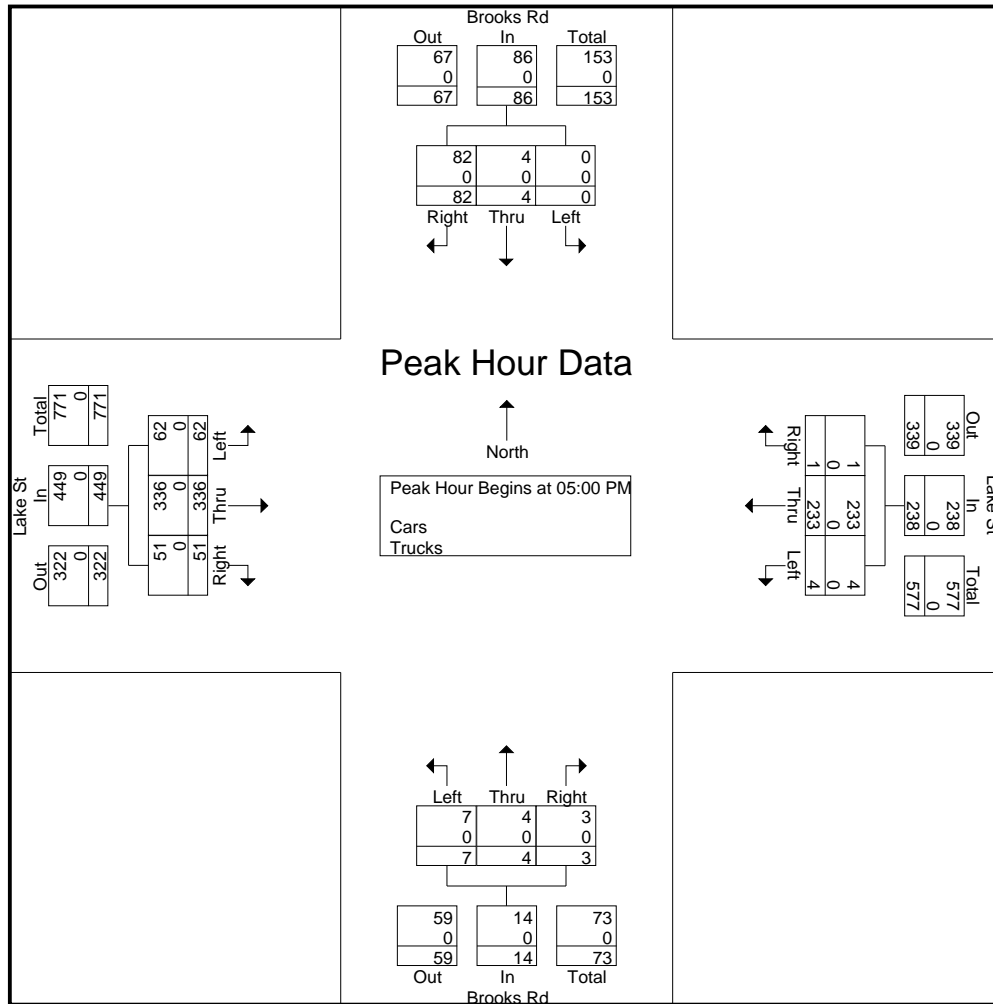 Brooks Rd
Out In Total
67 86 153
0 0 0
67 86 153
82 4 0
0 0 0
82 4 0
Right Thru Left
Peak Hour Data
North
Peak Hour Begins at 05:00 PM
Cars
Trucks
Lake St
Total
771
0
771
In
449
0
449
Out
322
0
322
62
0
62
Left
336
0
336
Thru
51
0
51
Right
Lake St
Out
339
0
339
In
238
0
238
Total
577
0
577
Right
1
0
1
Thru
233
0
233
Left
4
0
4
Left Thru Right
7 4 3
0 0 0
7 4 3
59 14 73
0 0 0
59 14 73
Out In Total
Brooks Rd